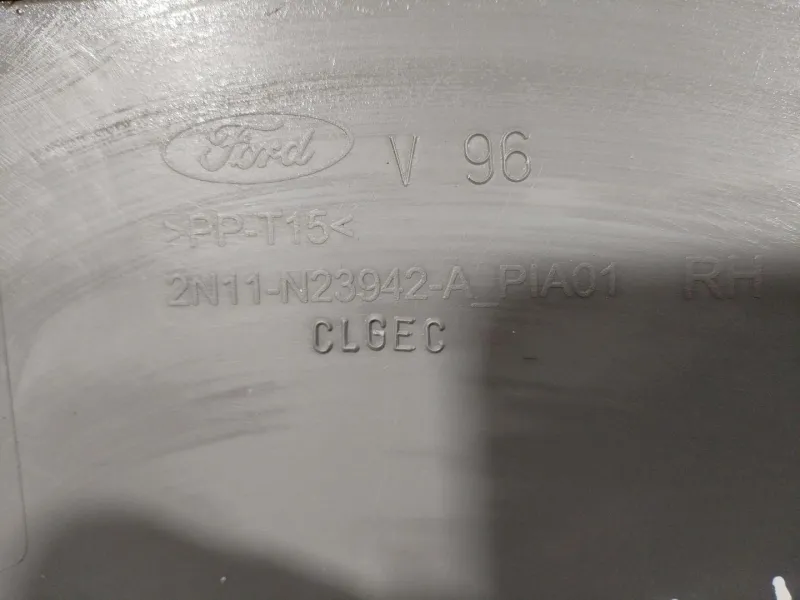 Ford V 96
>PP-T15<
2N11-N23942-A_PIA01 RH
CLGEC